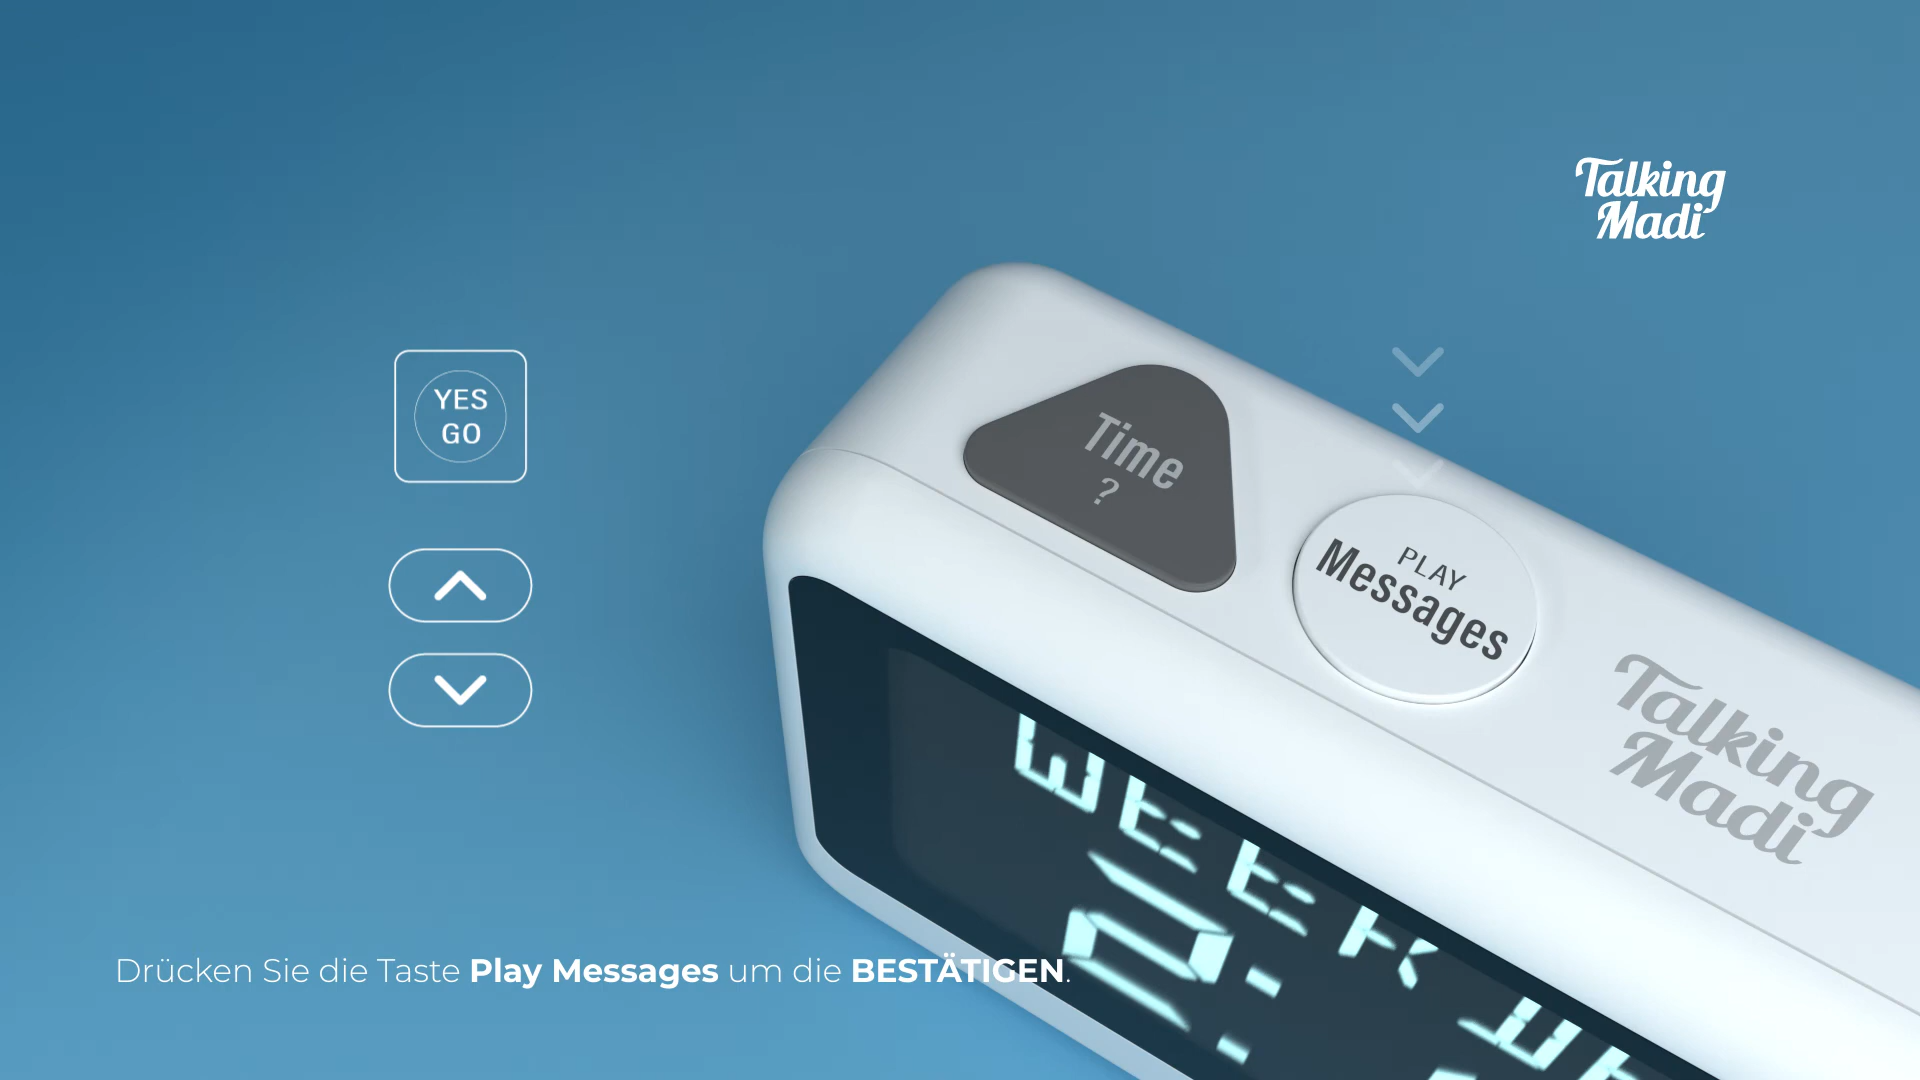 Talking
Madi
YES
GO
Time
?
PLAY
Messages
Talking
Madi
Drücken Sie die Taste Play Messages um die BESTÄTIGEN.